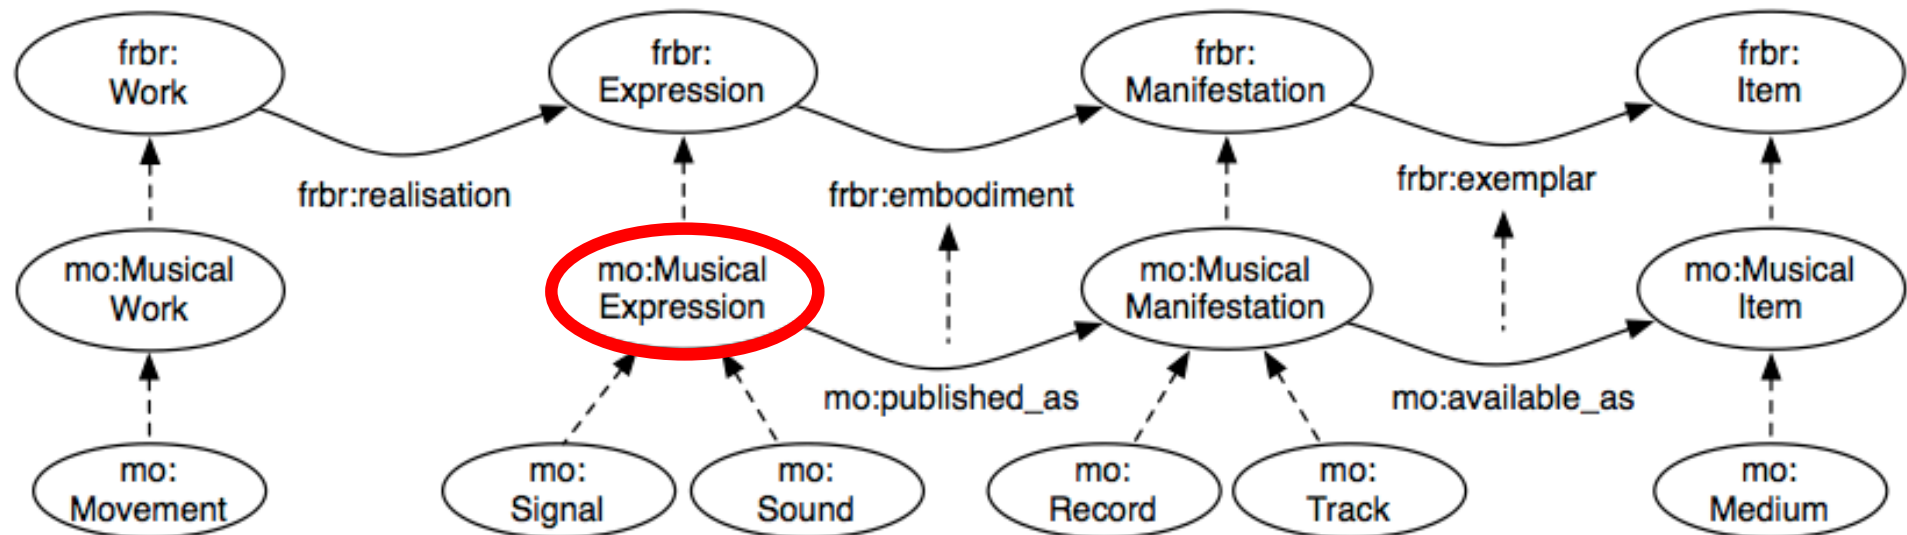 frbr:
Work
frbr:
Expression
frbr:
Manifestation
frbr:
Item
frbr:realisation
frbr:embodiment
frbr:exemplar
mo:Musical
Work
mo:Musical
Expression
mo:Musical
Manifestation
mo:Musical
Item
mo:published_as
mo:available_as
mo:
Movement
mo:
Signal
mo:
Sound
mo:
Record
mo:
Track
mo:
Medium